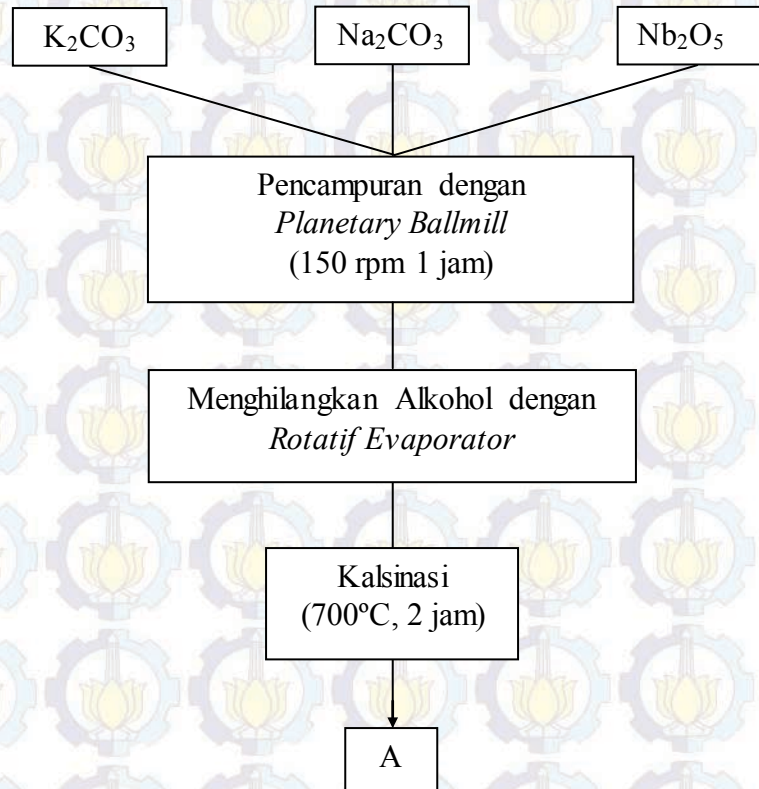 K₂CO₃
Na₂CO₃
Nb₂O₅
Pencampuran dengan
Planetary Ballmill
(150 rpm 1 jam)
Menghilangkan Alkohol dengan
Rotatif Evaporator
Kalsinasi
(700ºC, 2 jam)
A